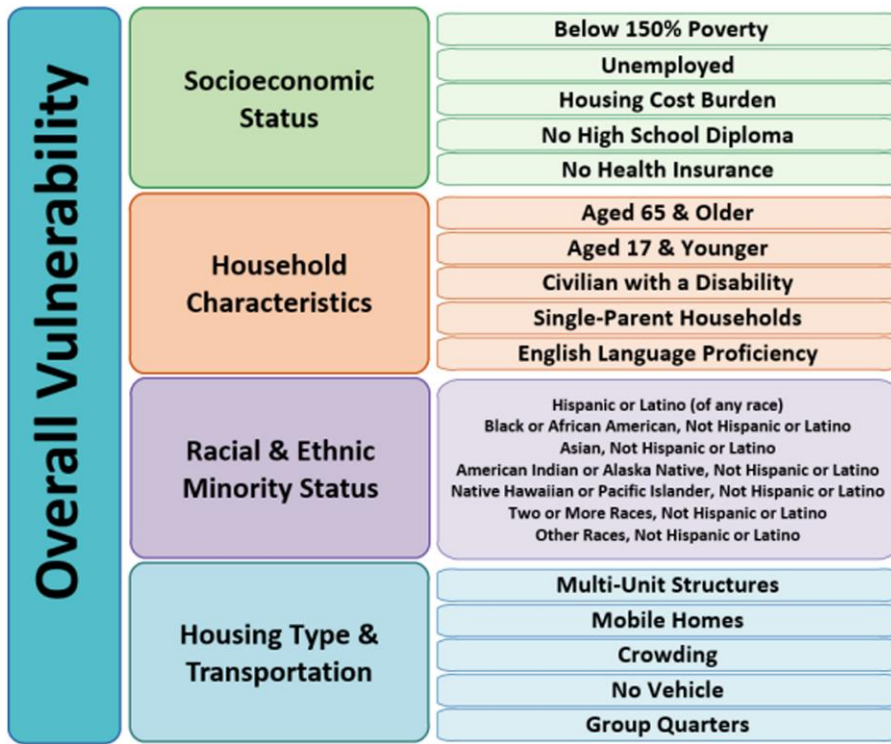 Overall Vulnerability
Socioeconomic
Status
Below 150% Poverty
Unemployed
Housing Cost Burden
No High School Diploma
No Health Insurance
Household
Characteristics
Aged 65 & Older
Aged 17 & Younger
Civilian with a Disability
Single-Parent Households
English Language Proficiency
Racial & Ethnic
Minority Status
Hispanic or Latino (of any race)
Black or African American, Not Hispanic or Latino
Asian, Not Hispanic or Latino
American Indian or Alaska Native, Not Hispanic or Latino
Native Hawaiian or Pacific Islander, Not Hispanic or Latino
Two or More Races, Not Hispanic or Latino
Other Races, Not Hispanic or Latino
Housing Type &
Transportation
Multi-Unit Structures
Mobile Homes
Crowding
No Vehicle
Group Quarters